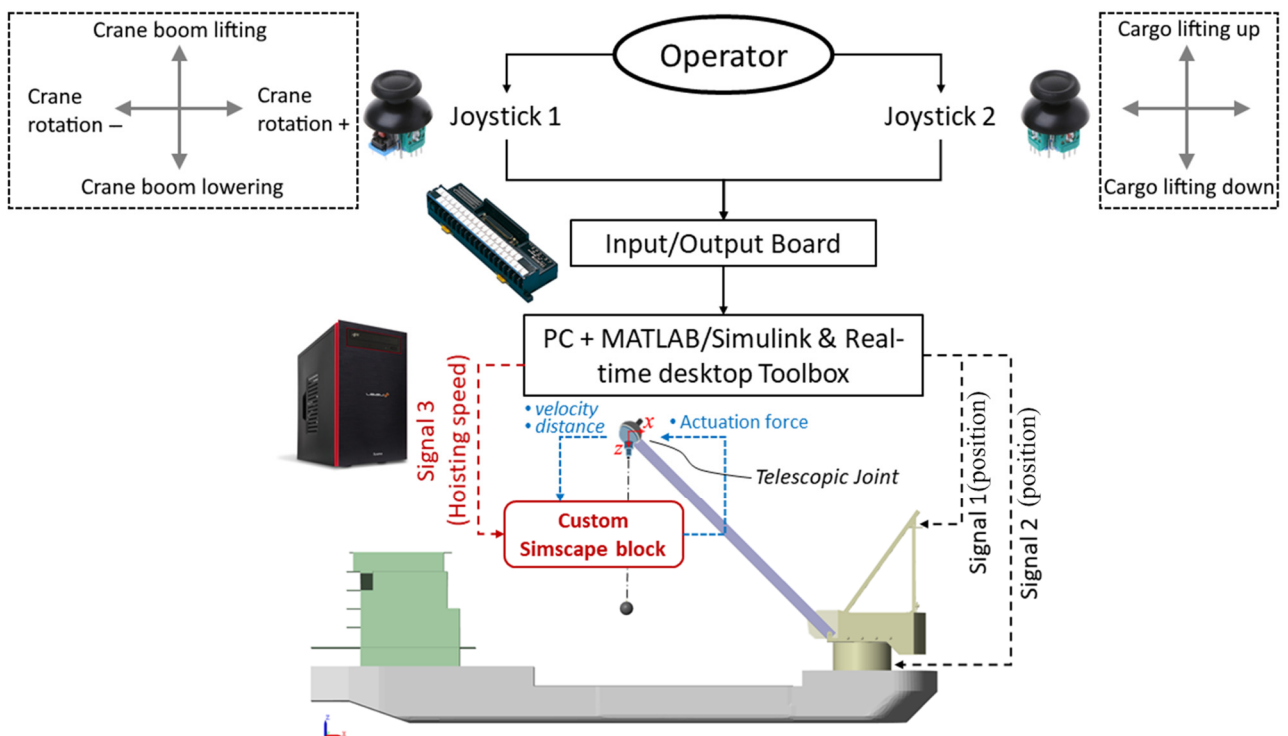 Crane boom lifting
Crane
rotation –
Crane
rotation +
Crane boom lowering
Operator
Joystick 1
Joystick 2
Cargo lifting up
Cargo lifting down
Input/Output Board
PC + MATLAB/Simulink & Real-
time desktop Toolbox
Signal 3
(Hoisting speed)
• velocity
• distance
x
z
• Actuation force
Telescopic Joint
Custom
Simscape block
Signal 1(position)
Signal 2 (position)
z
x